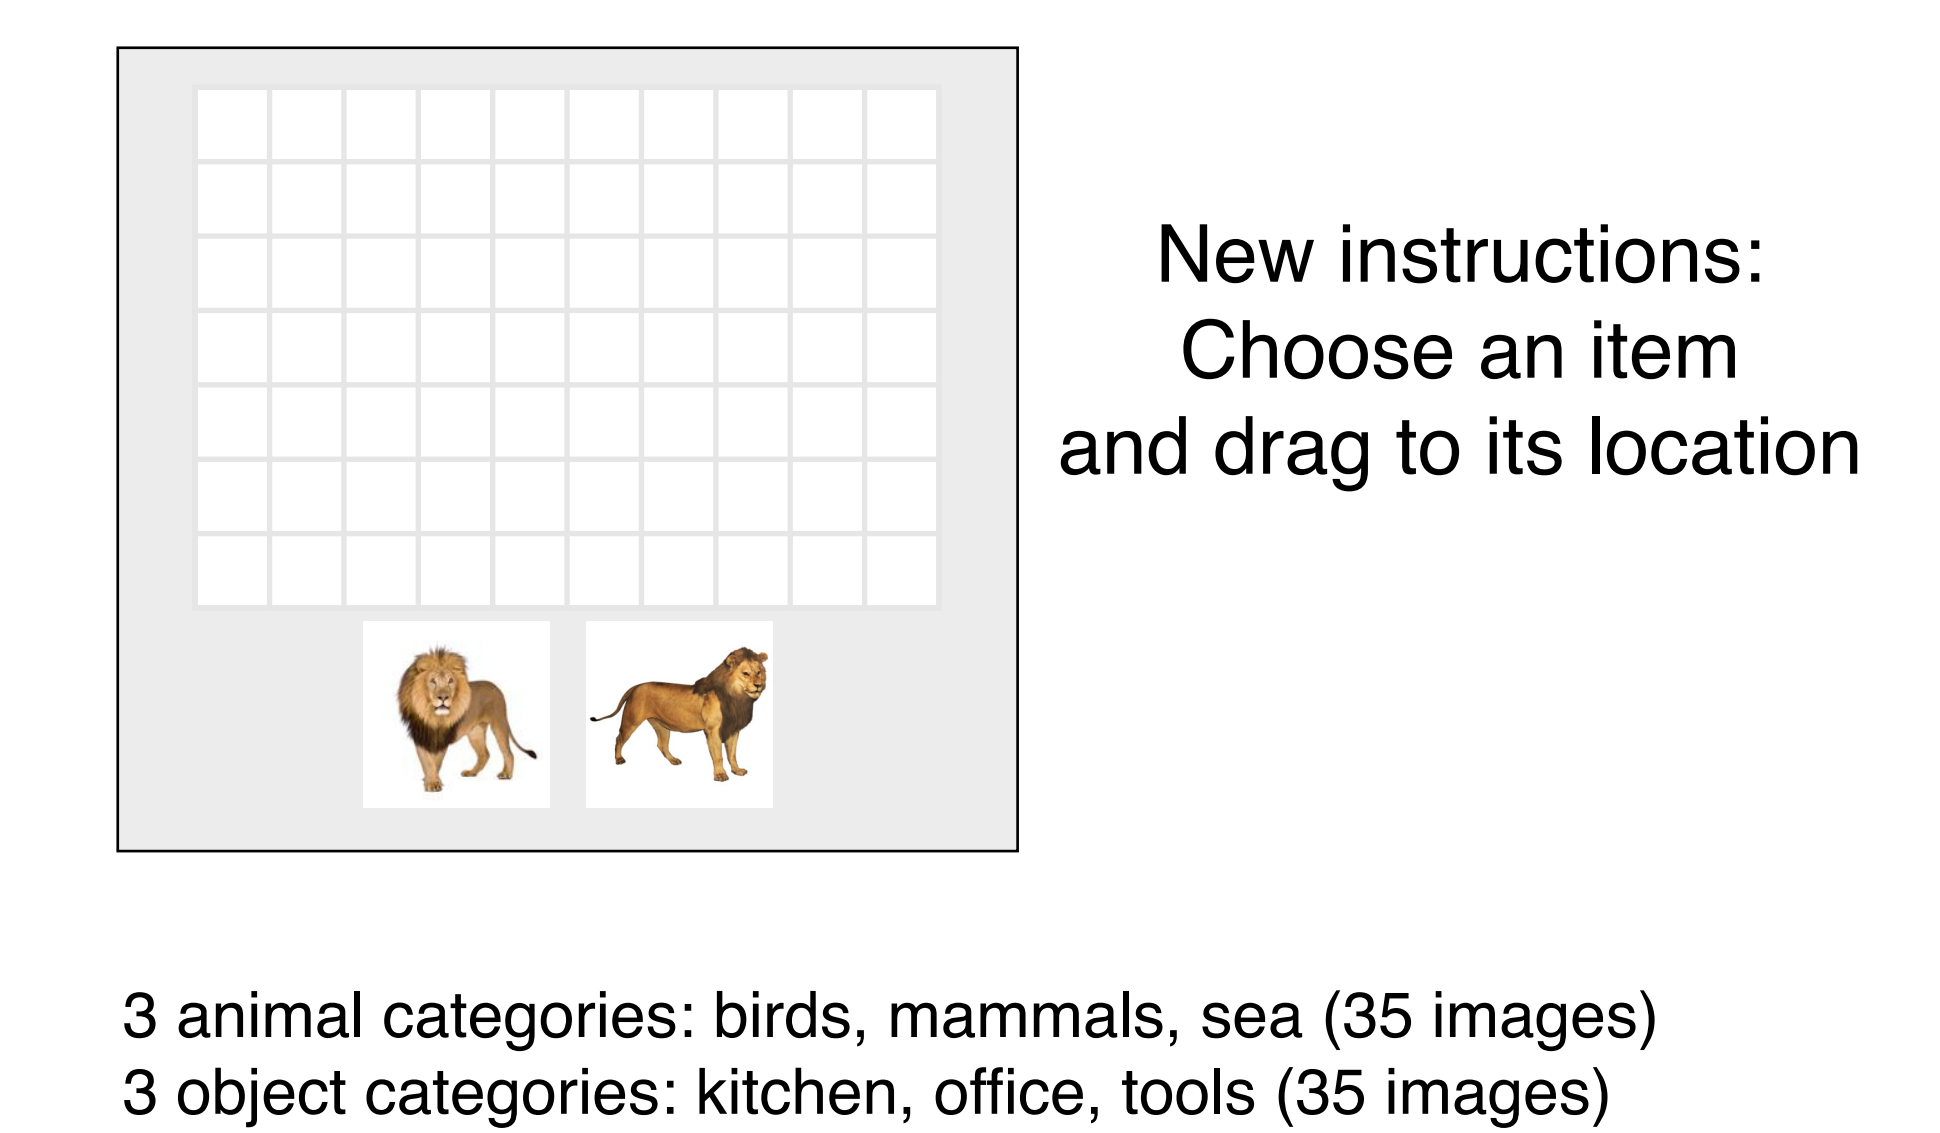 New instructions:
Choose an item
and drag to its location
3 animal categories: birds, mammals, sea (35 images)
3 object categories: kitchen, office, tools (35 images)